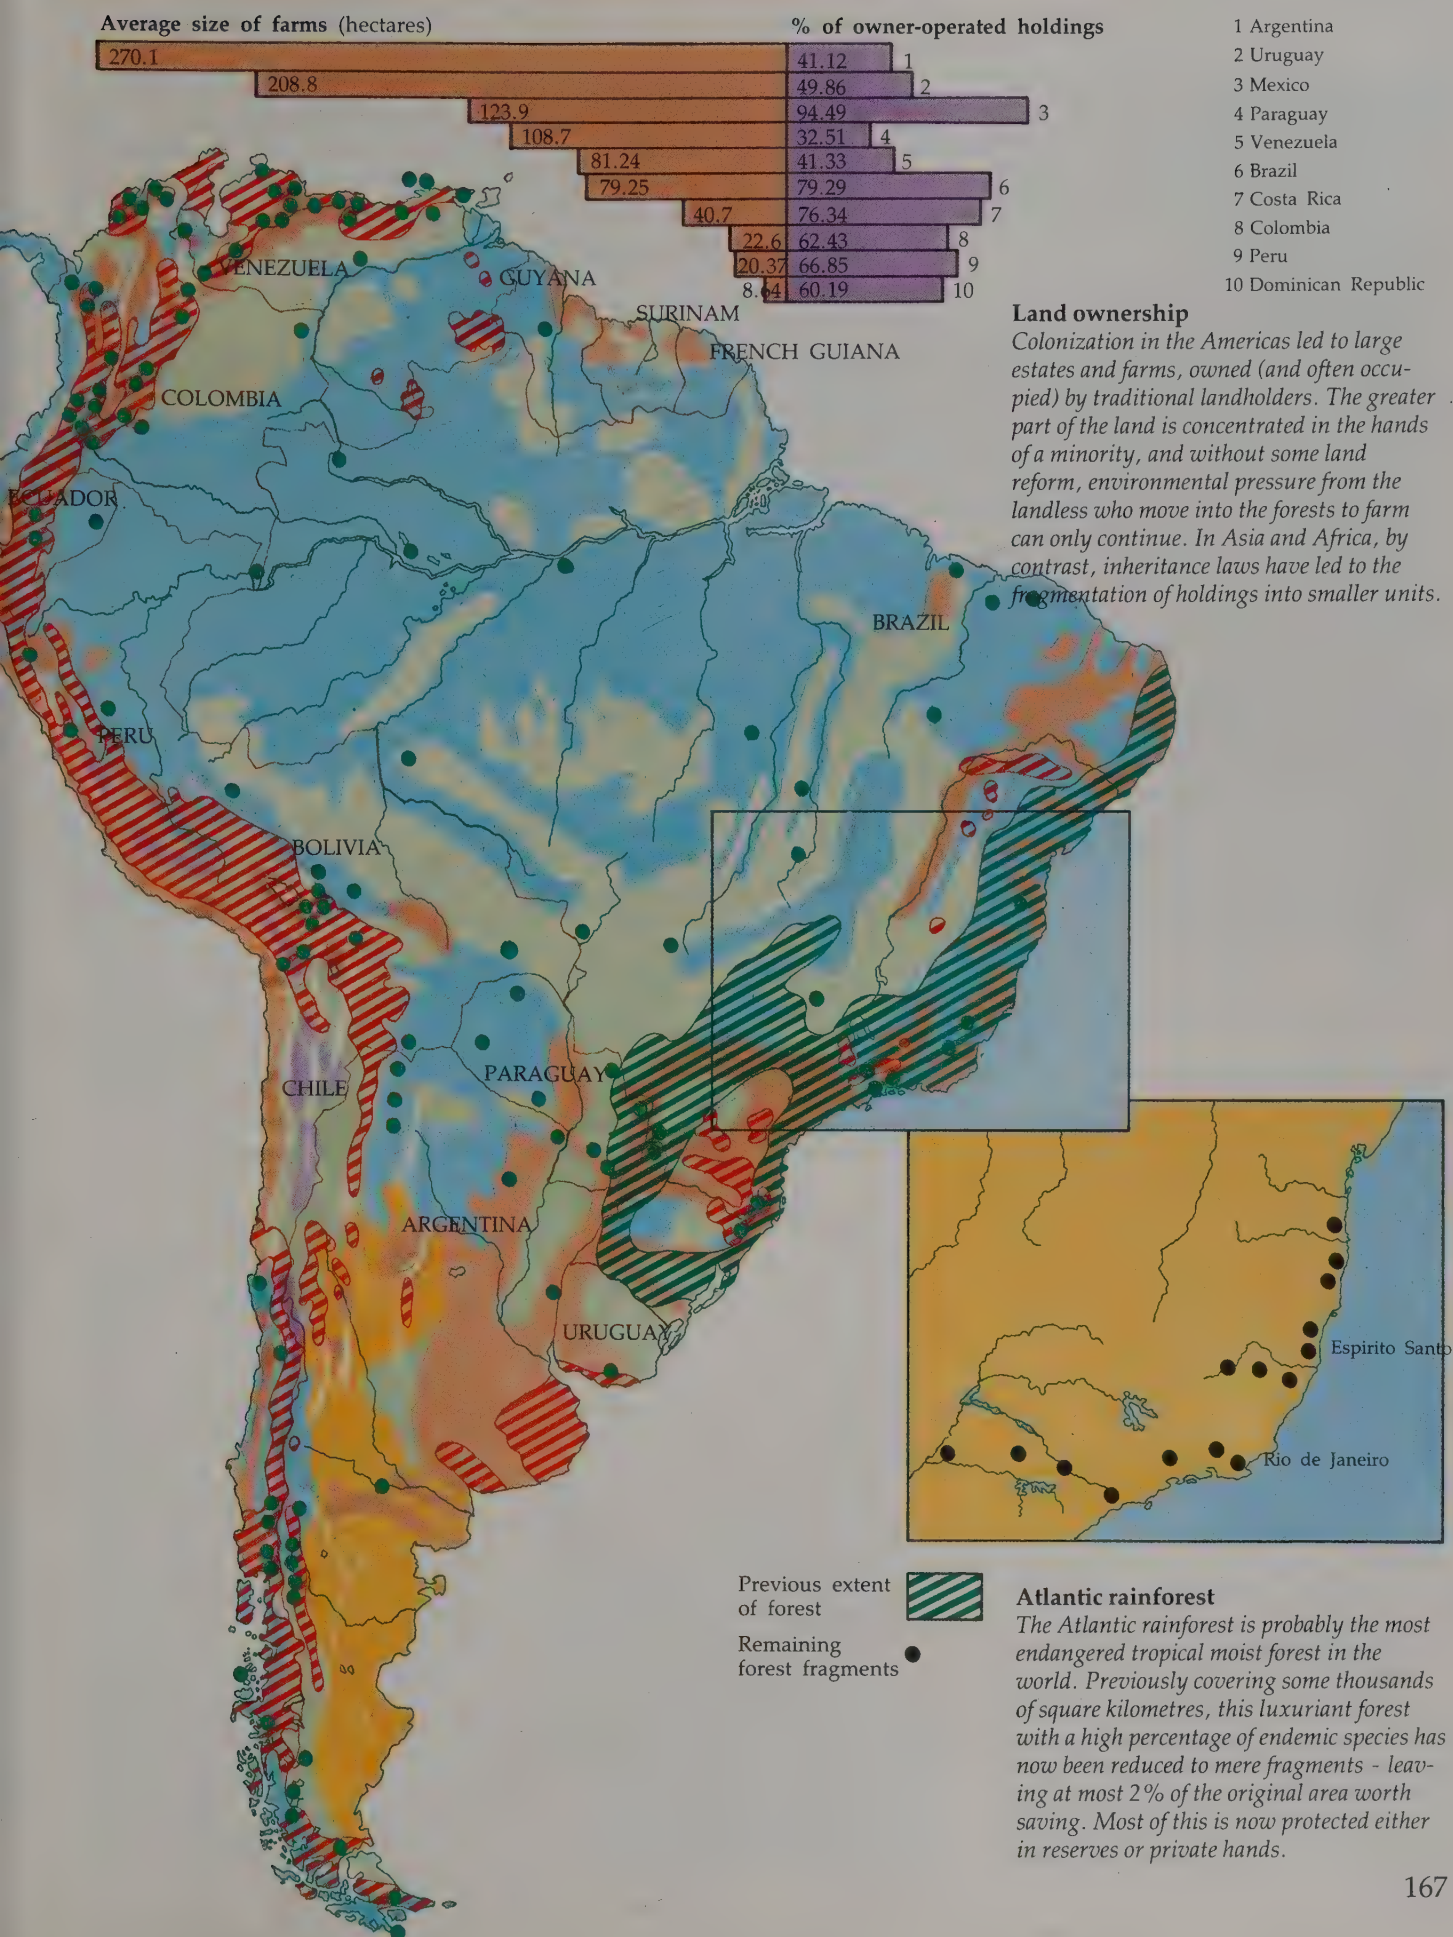 Average size of farms (hectares)
% of owner-operated holdings
270.1 41.12 1
208.8 49.86 2
123.9 94.49 3
108.7 32.51 4
81.24 41.33 5
79.25 79.29 6
40.7 76.34 7
22.6 62.43 8
20.37 66.85 9
8.64 60.19 10
1 Argentina
2 Uruguay
3 Mexico
4 Paraguay
5 Venezuela
6 Brazil
7 Costa Rica
8 Colombia
9 Peru
10 Dominican Republic
Land ownership
Colonization in the Americas led to large
estates and farms, owned (and often occu-
pied) by traditional landholders. The greater
part of the land is concentrated in the hands
of a minority, and without some land
reform, environmental pressure from the
landless who move into the forests to farm
can only continue. In Asia and Africa, by
contrast, inheritance laws have led to the
fragmentation of holdings into smaller units.
VENEZUELA
GUYANA
SURINAM
FRENCH GUIANA
COLOMBIA
ECUADOR
BRAZIL
PERU
BOLIVIA
CHILE
PARAGUAY
ARGENTINA
URUGUAY
Espirito Santo
Rio de Janeiro
Previous extent
of forest
Remaining
forest fragments
Atlantic rainforest
The Atlantic rainforest is probably the most
endangered tropical moist forest in the
world. Previously covering some thousands
of square kilometres, this luxuriant forest
with a high percentage of endemic species has
now been reduced to mere fragments - leav-
ing at most 2% of the original area worth
saving. Most of this is now protected either
in reserves or private hands.
167